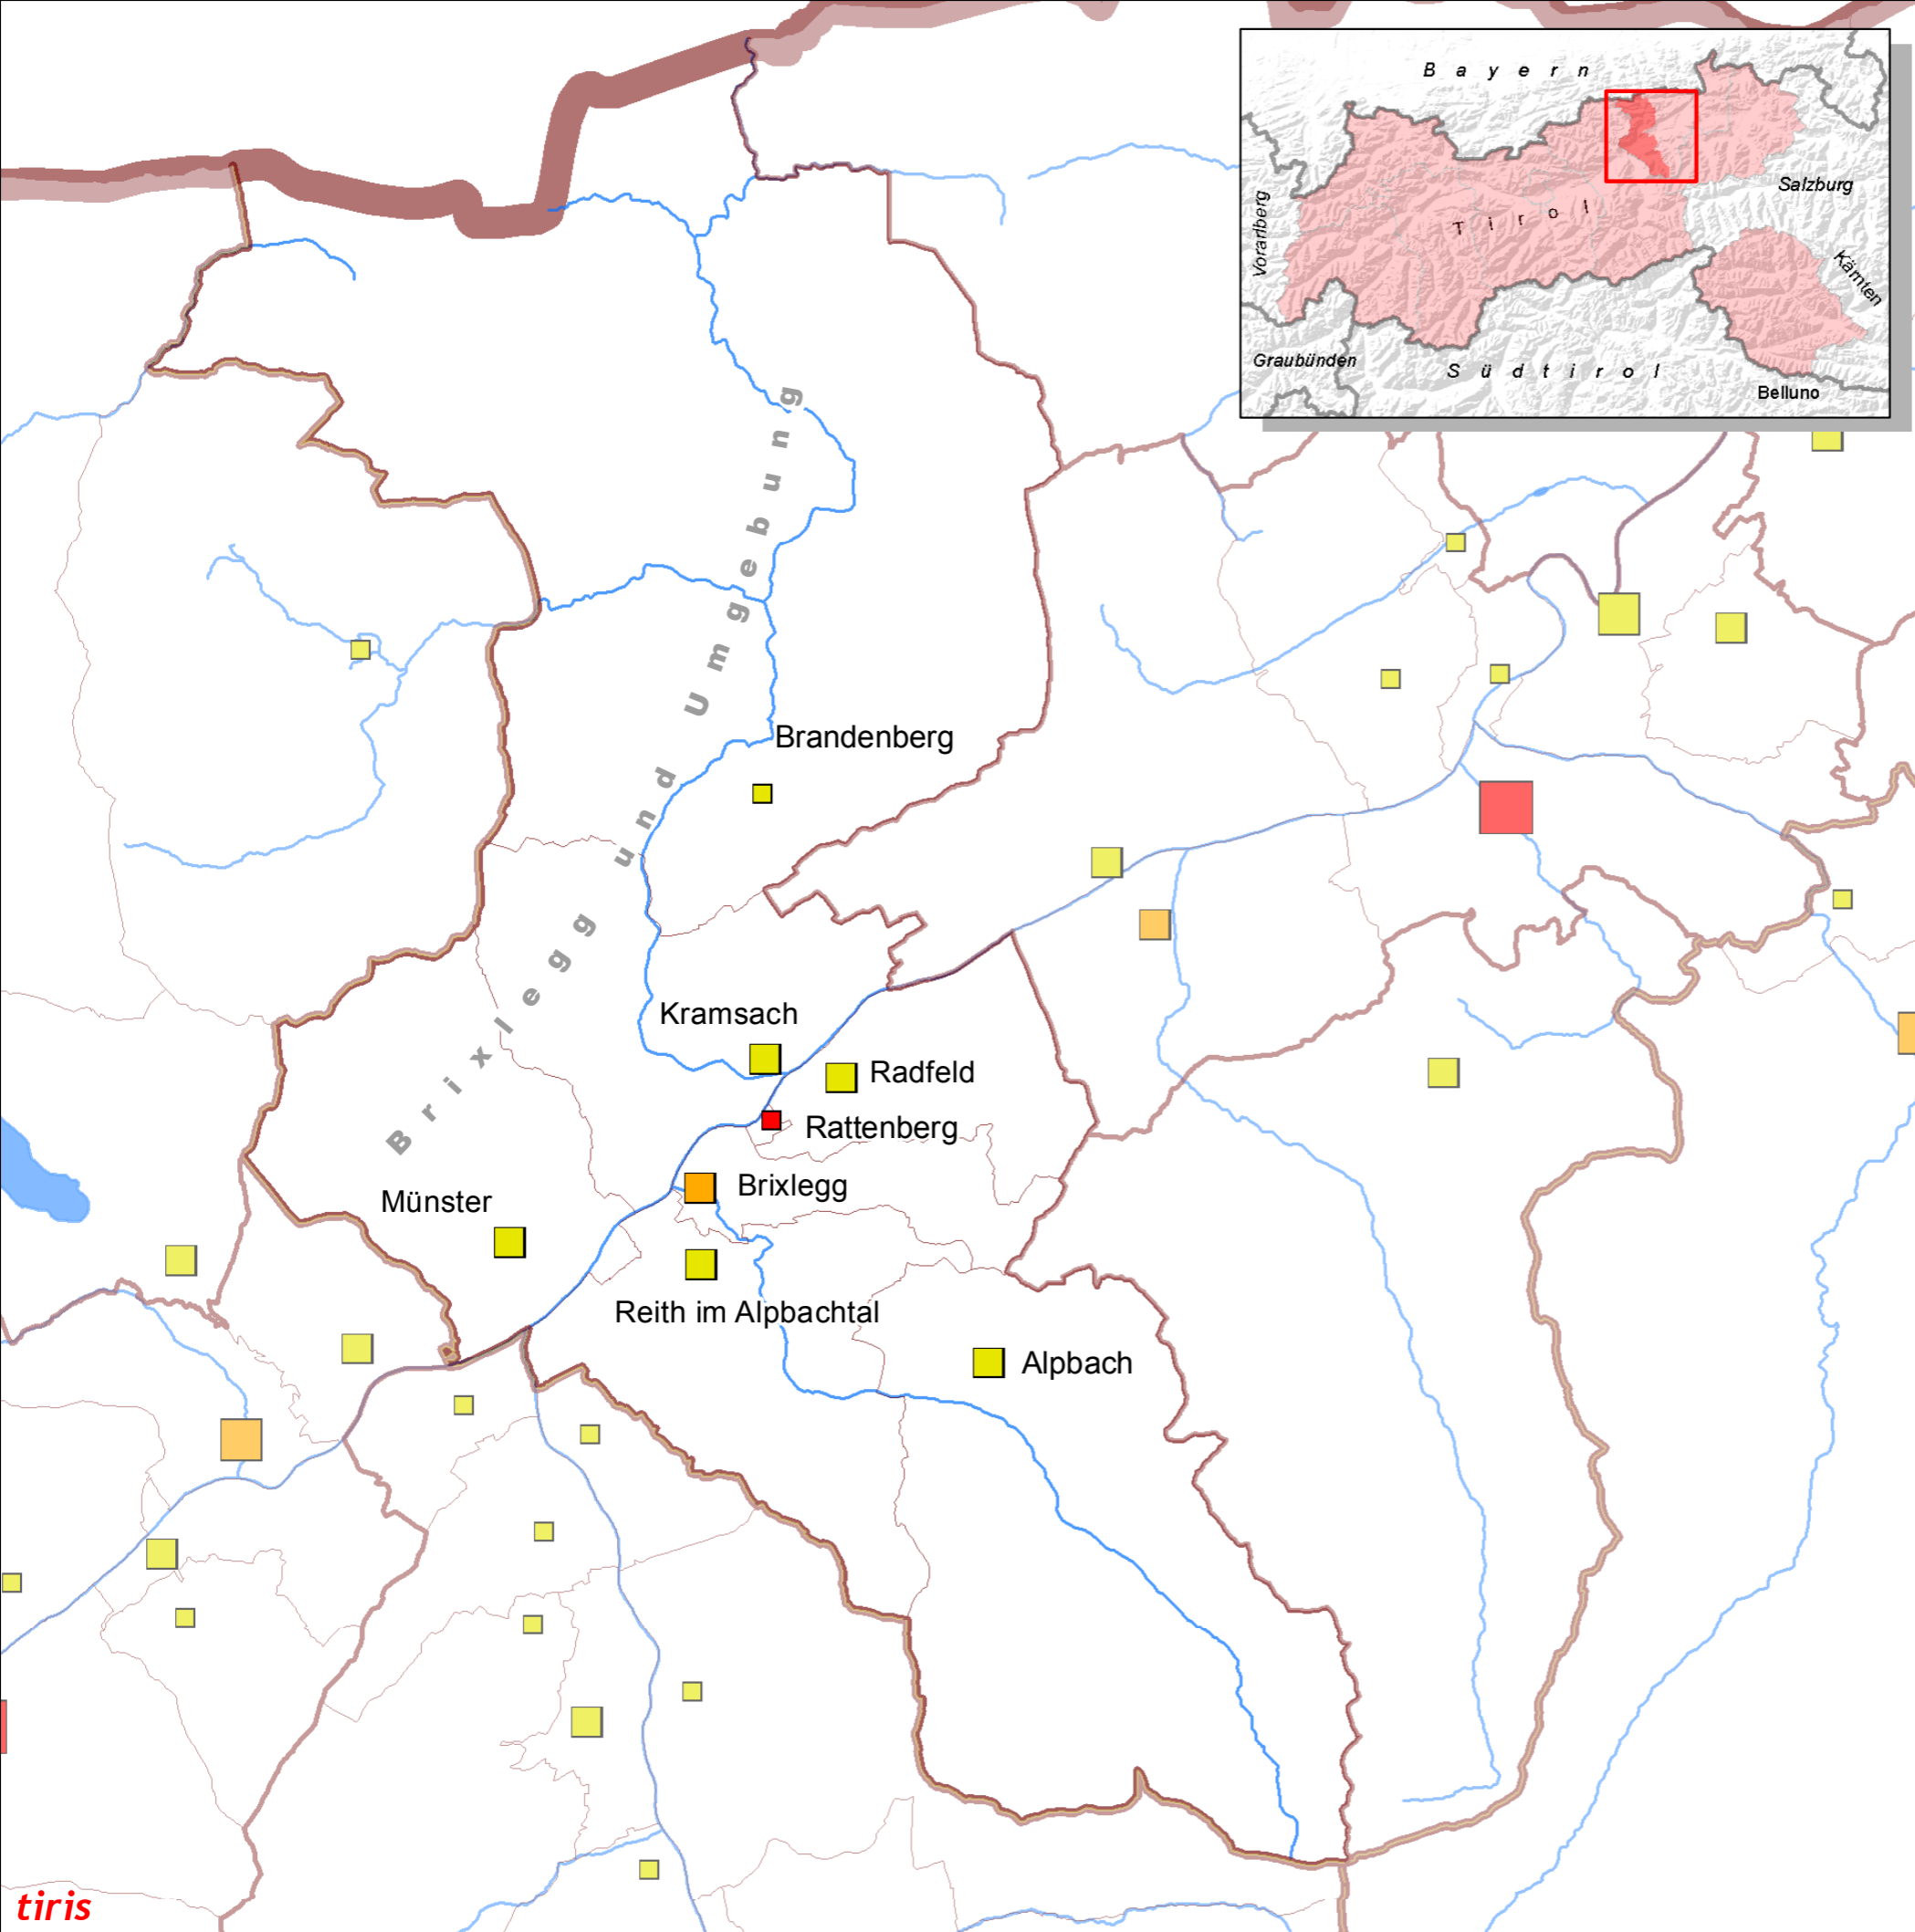 Bayern
Salzburg
Tirol
Vorarlberg
Kärnten
Graubünden
Südtirol
Belluno
Brixlegg und Umgebung
Brandenberg
Kramsach
Radfeld
Rattenberg
Brixlegg
Münster
Reith im Alpbachtal
Alpbach
tiris